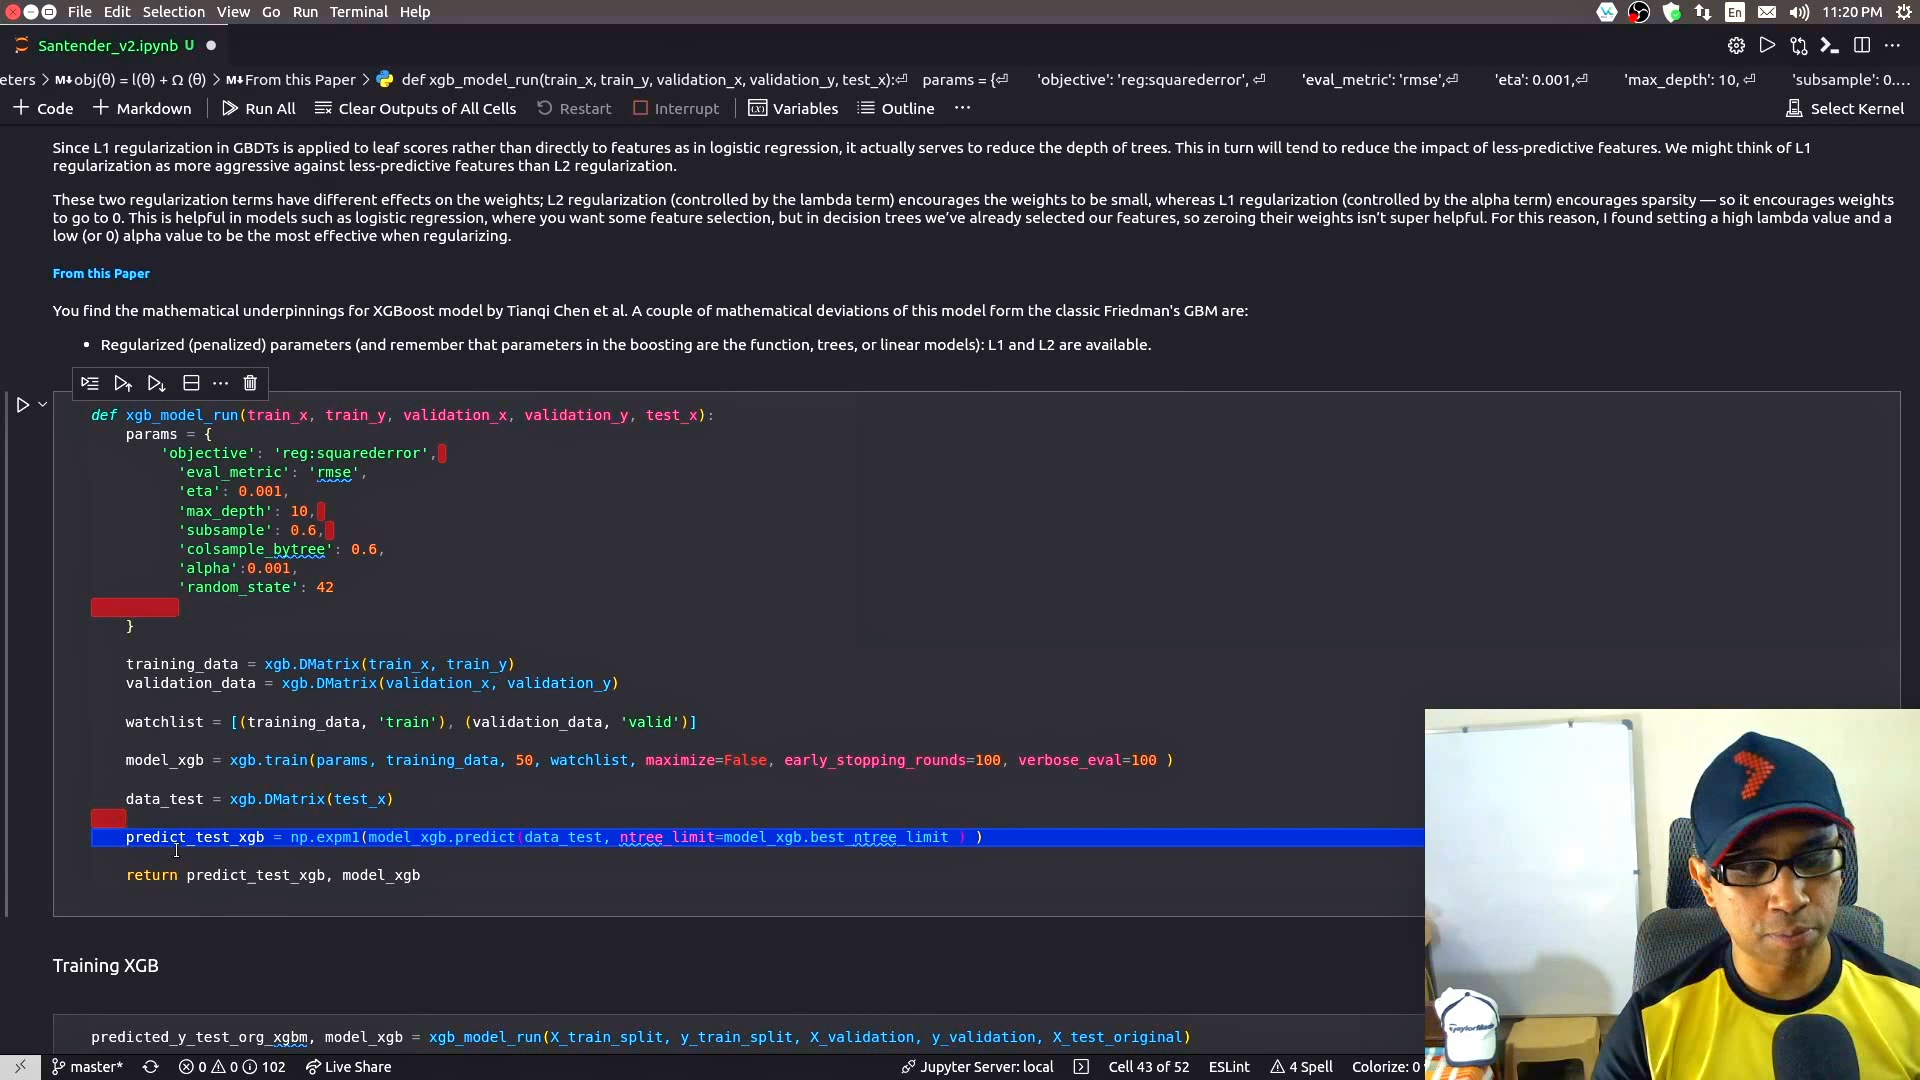 File Edit Selection View Go Run Terminal Help
En 11:20 PM
Santender_v2.ipynb U
eters > M↓obj(θ) = l(θ) + Ω (θ) > M↓From this Paper > def xgb_model_run(train_x, train_y, validation_x, validation_y, test_x):⏎ params = {⏎ 'objective': 'reg:squarederror', ⏎ 'eval_metric': 'rmse',⏎ 'eta': 0.001,⏎ 'max_depth': 10, ⏎ 'subsample': 0....
+ Code + Markdown Run All Clear Outputs of All Cells Restart Interrupt Variables Outline ... Select Kernel
Since L1 regularization in GBDTs is applied to leaf scores rather than directly to features as in logistic regression, it actually serves to reduce the depth of trees. This in turn will tend to reduce the impact of less-predictive features. We might think of L1
regularization as more aggressive against less-predictive features than L2 regularization.
These two regularization terms have different effects on the weights; L2 regularization (controlled by the lambda term) encourages the weights to be small, whereas L1 regularization (controlled by the alpha term) encourages sparsity — so it encourages weights
to go to 0. This is helpful in models such as logistic regression, where you want some feature selection, but in decision trees we've already selected our features, so zeroing their weights isn't super helpful. For this reason, I found setting a high lambda value and a
low (or 0) alpha value to be the most effective when regularizing.
From this Paper
You find the mathematical underpinnings for XGBoost model by Tianqi Chen et al. A couple of mathematical deviations of this model form the classic Friedman's GBM are:
• Regularized (penalized) parameters (and remember that parameters in the boosting are the function, trees, or linear models): L1 and L2 are available.
def xgb_model_run(train_x, train_y, validation_x, validation_y, test_x):
params = {
'objective': 'reg:squarederror',
'eval_metric': 'rmse',
'eta': 0.001,
'max_depth': 10,
'subsample': 0.6,
'colsample_bytree': 0.6,
'alpha':0.001,
'random_state': 42
}
training_data = xgb.DMatrix(train_x, train_y)
validation_data = xgb.DMatrix(validation_x, validation_y)
watchlist = [(training_data, 'train'), (validation_data, 'valid')]
model_xgb = xgb.train(params, training_data, 50, watchlist, maximize=False, early_stopping_rounds=100, verbose_eval=100 )
data_test = xgb.DMatrix(test_x)
predict_test_xgb = np.expm1(model_xgb.predict(data_test, ntree_limit=model_xgb.best_ntree_limit ) )
return predict_test_xgb, model_xgb
Training XGB
predicted_y_test_org_xgbm, model_xgb = xgb_model_run(X_train_split, y_train_split, X_validation, y_validation, X_test_original)
TaylorMade
master* 0 0 102 Live Share Jupyter Server: local Cell 43 of 52 ESLint 4 Spell Colorize: 0